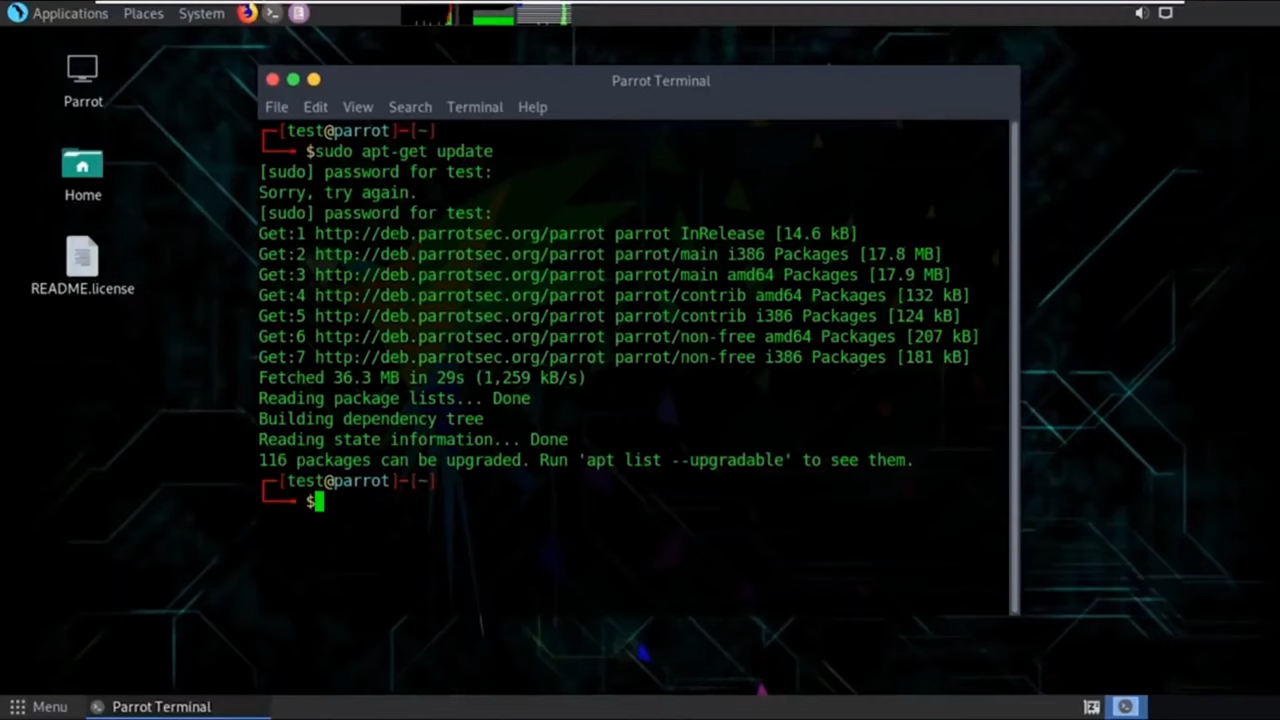 Applications Places System
Parrot
Home
README.license
Parrot Terminal
File Edit View Search Terminal Help
┌─[test@parrot]─[~]
└──╼ $sudo apt-get update
[sudo] password for test:
Sorry, try again.
[sudo] password for test:
Get:1 http://deb.parrotsec.org/parrot parrot InRelease [14.6 kB]
Get:2 http://deb.parrotsec.org/parrot parrot/main i386 Packages [17.8 MB]
Get:3 http://deb.parrotsec.org/parrot parrot/main amd64 Packages [17.9 MB]
Get:4 http://deb.parrotsec.org/parrot parrot/contrib amd64 Packages [132 kB]
Get:5 http://deb.parrotsec.org/parrot parrot/contrib i386 Packages [124 kB]
Get:6 http://deb.parrotsec.org/parrot parrot/non-free amd64 Packages [207 kB]
Get:7 http://deb.parrotsec.org/parrot parrot/non-free i386 Packages [181 kB]
Fetched 36.3 MB in 29s (1,259 kB/s)
Reading package lists... Done
Building dependency tree
Reading state information... Done
116 packages can be upgraded. Run 'apt list --upgradable' to see them.
┌─[test@parrot]─[~]
└──╼ $
Menu Parrot Terminal